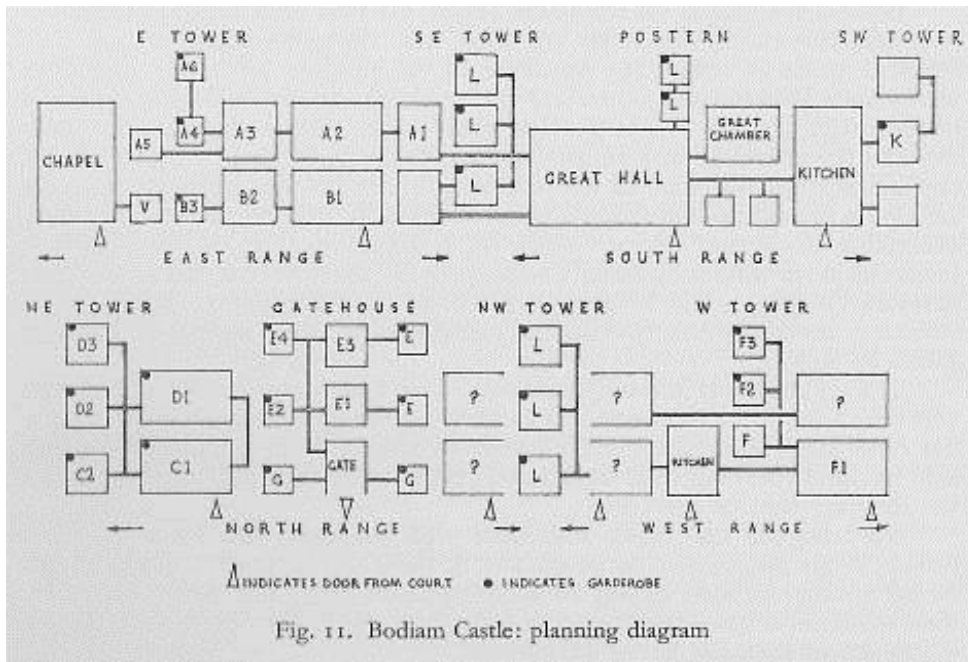 E TOWER SE TOWER POSTERN SW TOWER
A6 L L
A5 A4 A3 A2 A1 L L GREAT CHAMBER
CHAPEL GREAT HALL KITCHEN K
V B3 B2 B1 L
EAST RANGE SOUTH RANGE
NE TOWER GATEHOUSE NW TOWER W TOWER
D3 E4 E3 E L F3
D2 D1 E2 E1 E ? L ? F2 ?
C2 C1 G GATE G ? L ? KITCHEN F F1
NORTH RANGE WEST RANGE
INDICATES DOOR FROM COURT INDICATES GARDEROBE
Fig. 11. Bodiam Castle: planning diagram